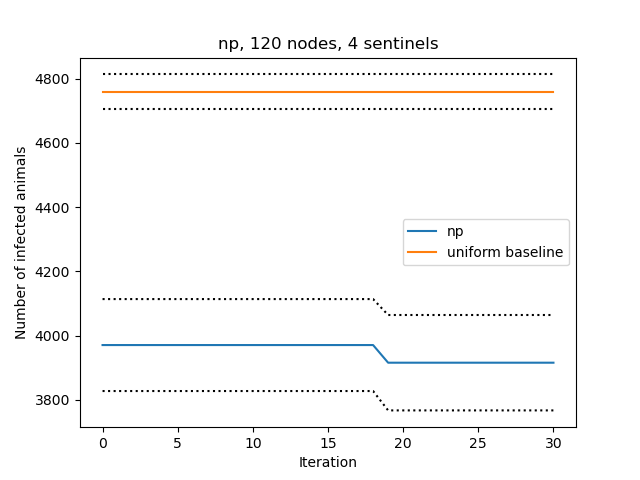 np, 120 nodes, 4 sentinels
Number of infected animals
4800
4600
4400
4200
4000
3800
np
uniform baseline
0 5 10 15 20 25 30
Iteration